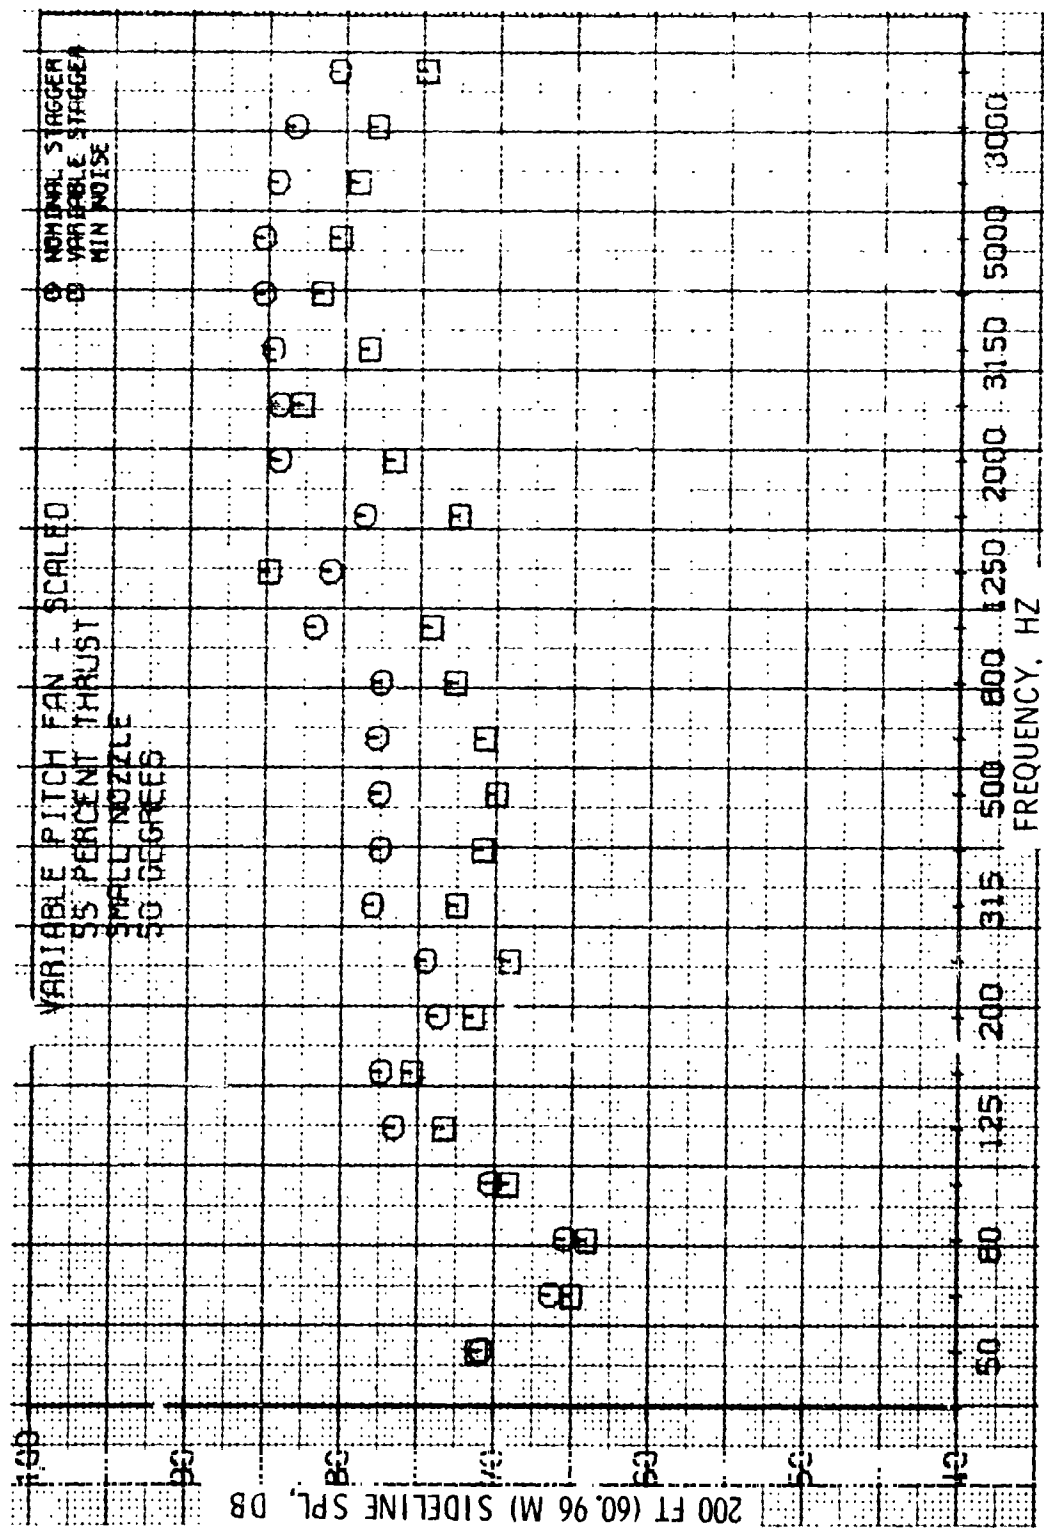 VARIABLE PITCH FAN - SCALED
55 PERCENT THRUST
SMALL NOZZLE
50 DEGREES
NOMINAL STAGGER
VARIABLE STAGGER
MIN NOISE
100
90
80
70
60
50
40
200 FT (60.96 M) SIDELINE SPL, DB
50 80 125 200 315 500 800 1250 2000 3150 5000 3000
FREQUENCY, HZ